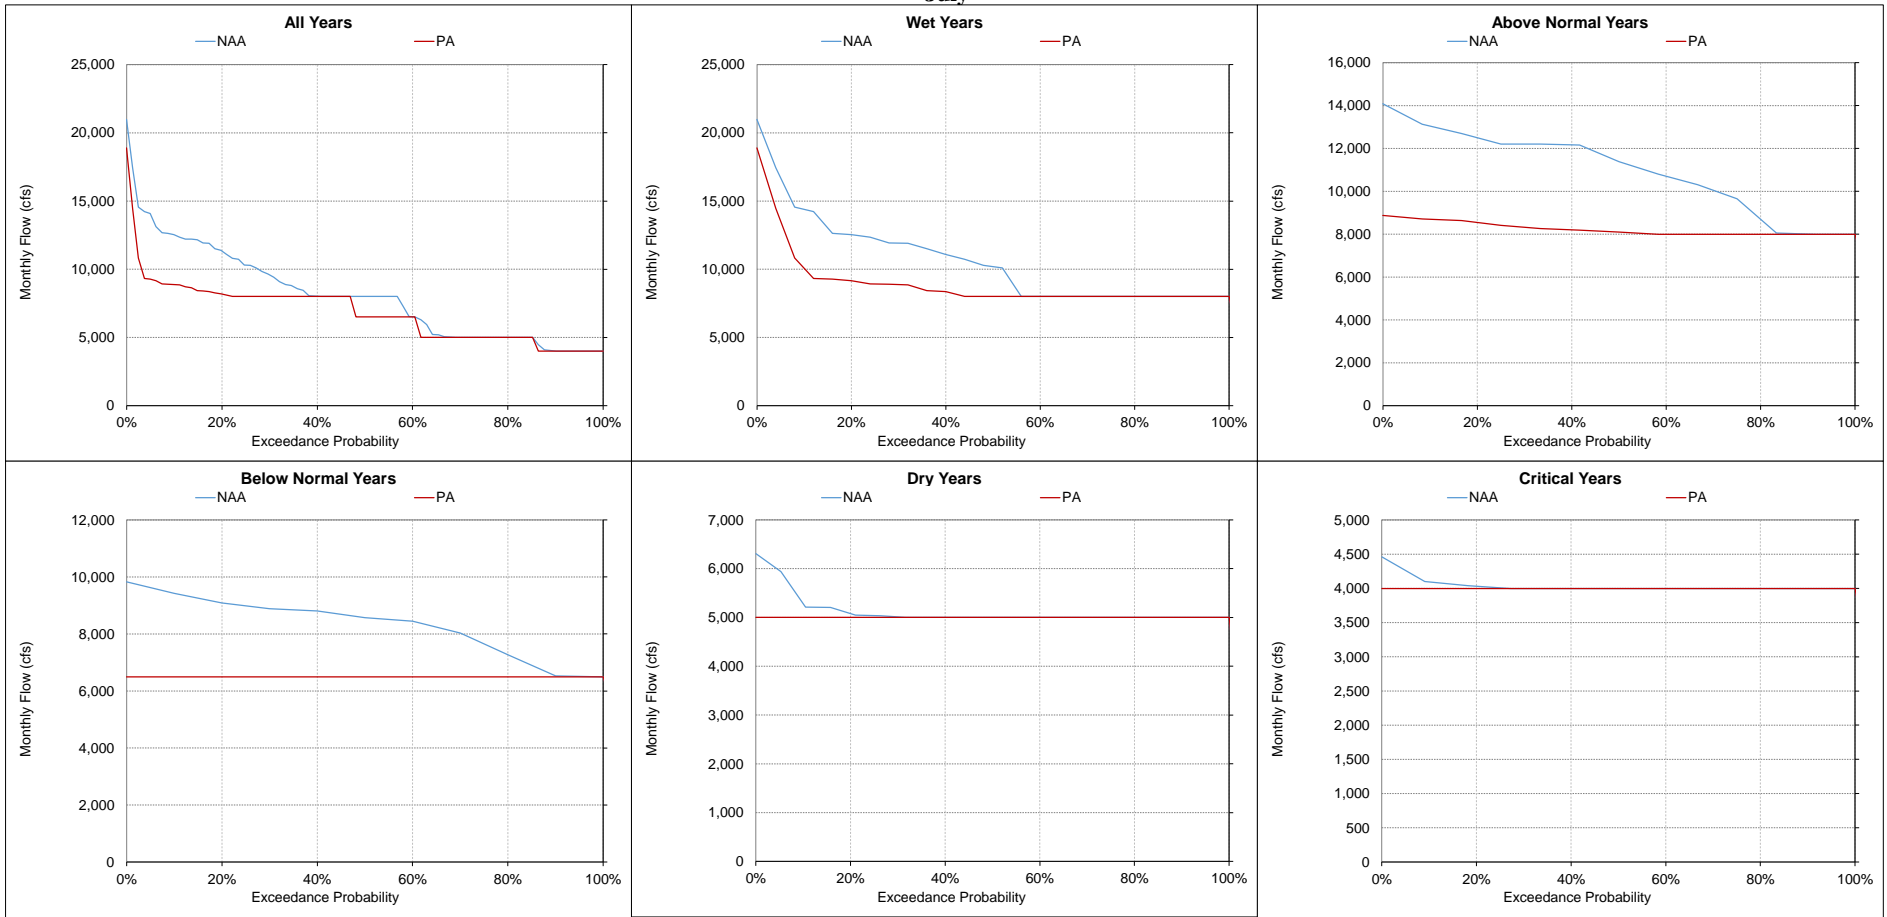 All Years
NAA PA
25,000
20,000
15,000
10,000
5,000
0
0% 20% 40% 60% 80% 100%
Monthly Flow (cfs)
Exceedance Probability
Wet Years
NAA PA
25,000
20,000
15,000
10,000
5,000
0
0% 20% 40% 60% 80% 100%
Monthly Flow (cfs)
Exceedance Probability
Above Normal Years
NAA PA
16,000
14,000
12,000
10,000
8,000
6,000
4,000
2,000
0
0% 20% 40% 60% 80% 100%
Monthly Flow (cfs)
Exceedance Probability
Below Normal Years
NAA PA
12,000
10,000
8,000
6,000
4,000
2,000
0
0% 20% 40% 60% 80% 100%
Monthly Flow (cfs)
Exceedance Probability
Dry Years
NAA PA
7,000
6,000
5,000
4,000
3,000
2,000
1,000
0
0% 20% 40% 60% 80% 100%
Monthly Flow (cfs)
Exceedance Probability
Critical Years
NAA PA
5,000
4,500
4,000
3,500
3,000
2,500
2,000
1,500
1,000
500
0
0% 20% 40% 60% 80% 100%
Monthly Flow (cfs)
Exceedance Probability